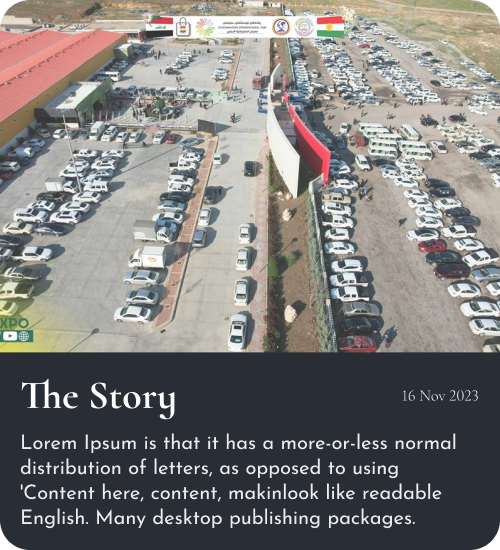 XPO
The Story
16 Nov 2023
Lorem Ipsum is that it has a more-or-less normal
distribution of letters, as opposed to using
'Content here, content, makinlook like readable
English. Many desktop publishing packages.